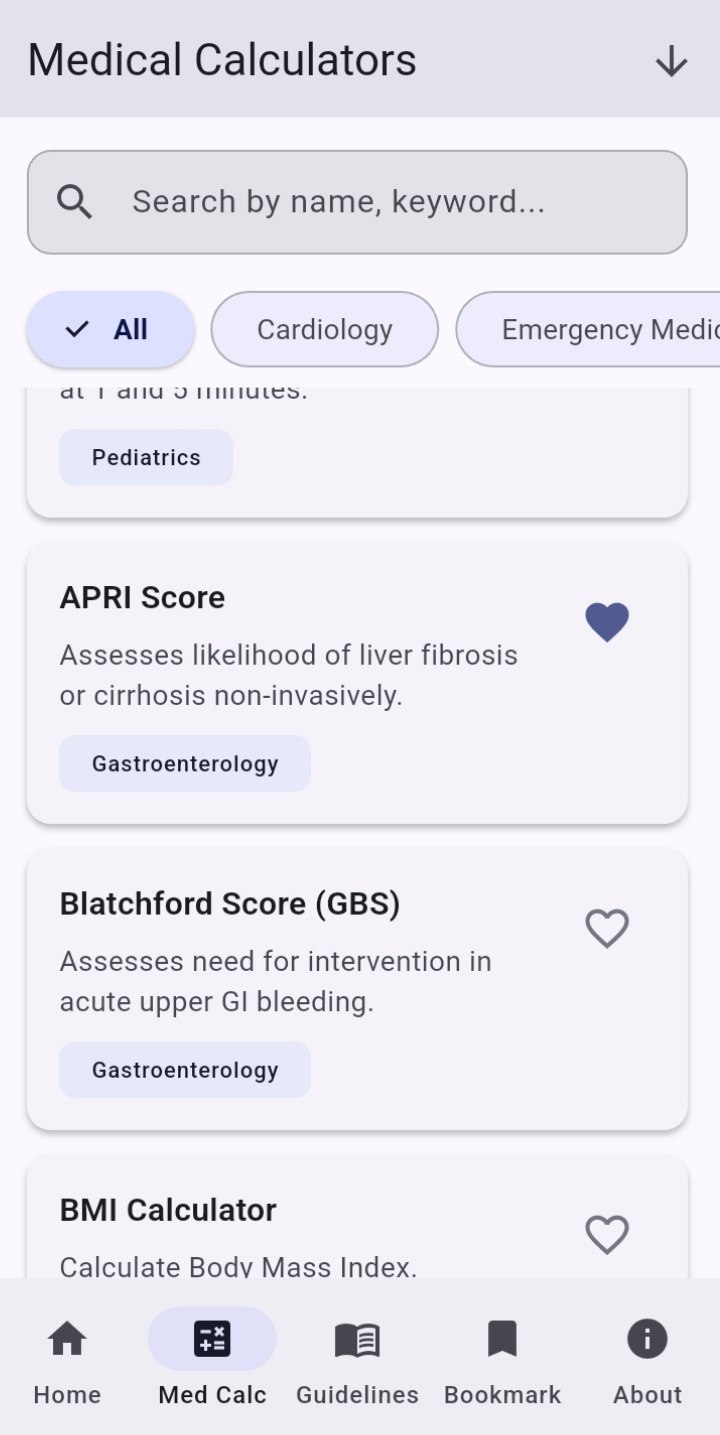 Medical Calculators
Search by name, keyword...
All
Cardiology
Emergency Medic
at 1 and 5 minutes.
Pediatrics
APRI Score
Assesses likelihood of liver fibrosis
or cirrhosis non-invasively.
Gastroenterology
Blatchford Score (GBS)
Assesses need for intervention in
acute upper GI bleeding.
Gastroenterology
BMI Calculator
Calculate Body Mass Index.
Home
Med Calc
Guidelines
Bookmark
About